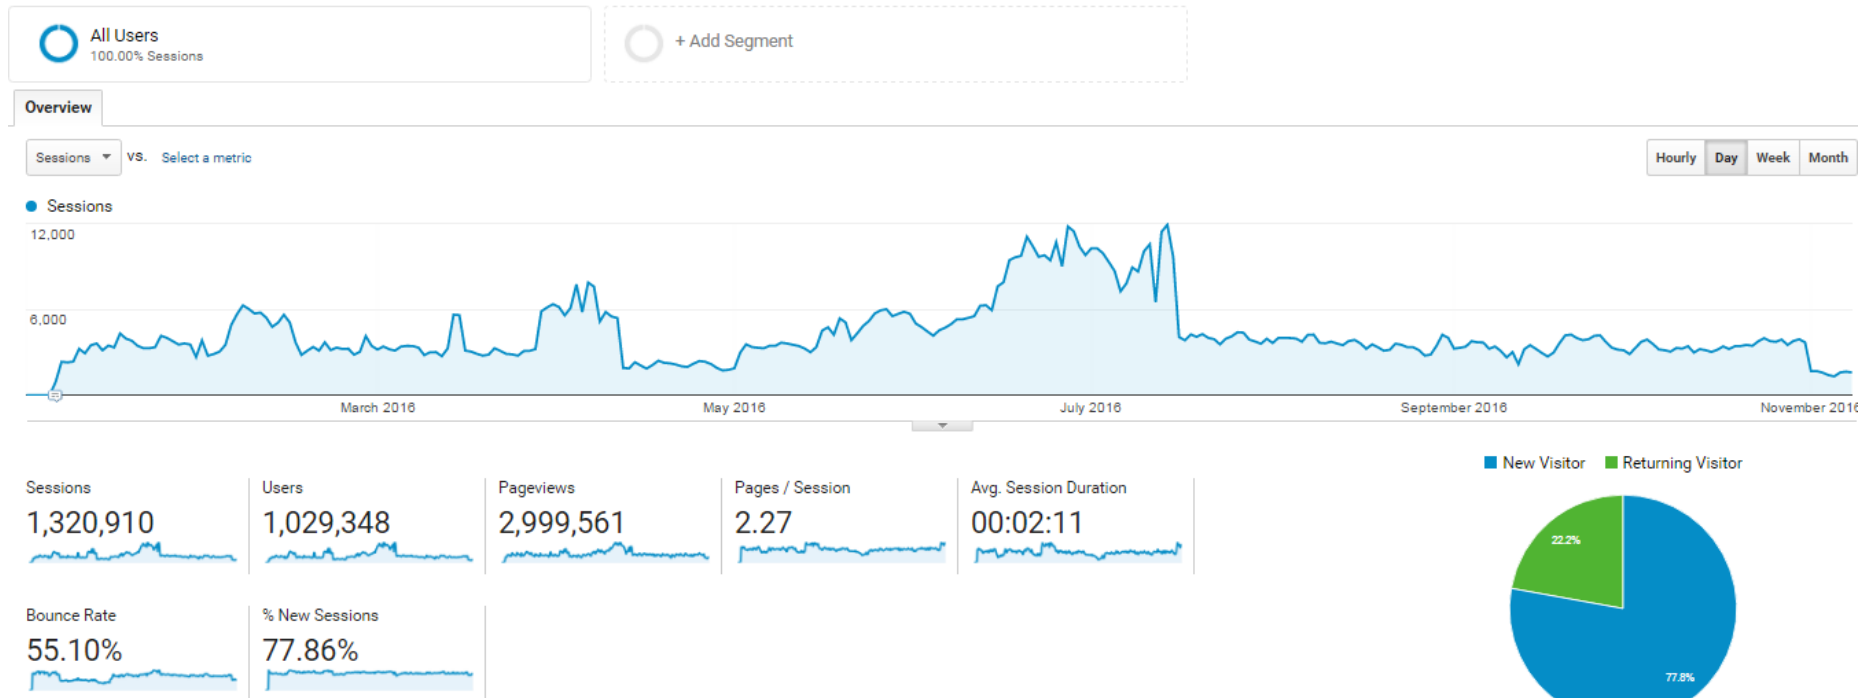 All Users
100.00% Sessions
+ Add Segment
Overview
Sessions VS. Select a metric
Hourly Day Week Month
Sessions
12,000
6,000
March 2016 May 2016 July 2016 September 2016 November 2016
New Visitor Returning Visitor
Sessions Users Pageviews Pages / Session Avg. Session Duration
1,320,910 1,029,348 2,999,561 2.27 00:02:11
22.2%
Bounce Rate % New Sessions
55.10% 77.86%
77.8%